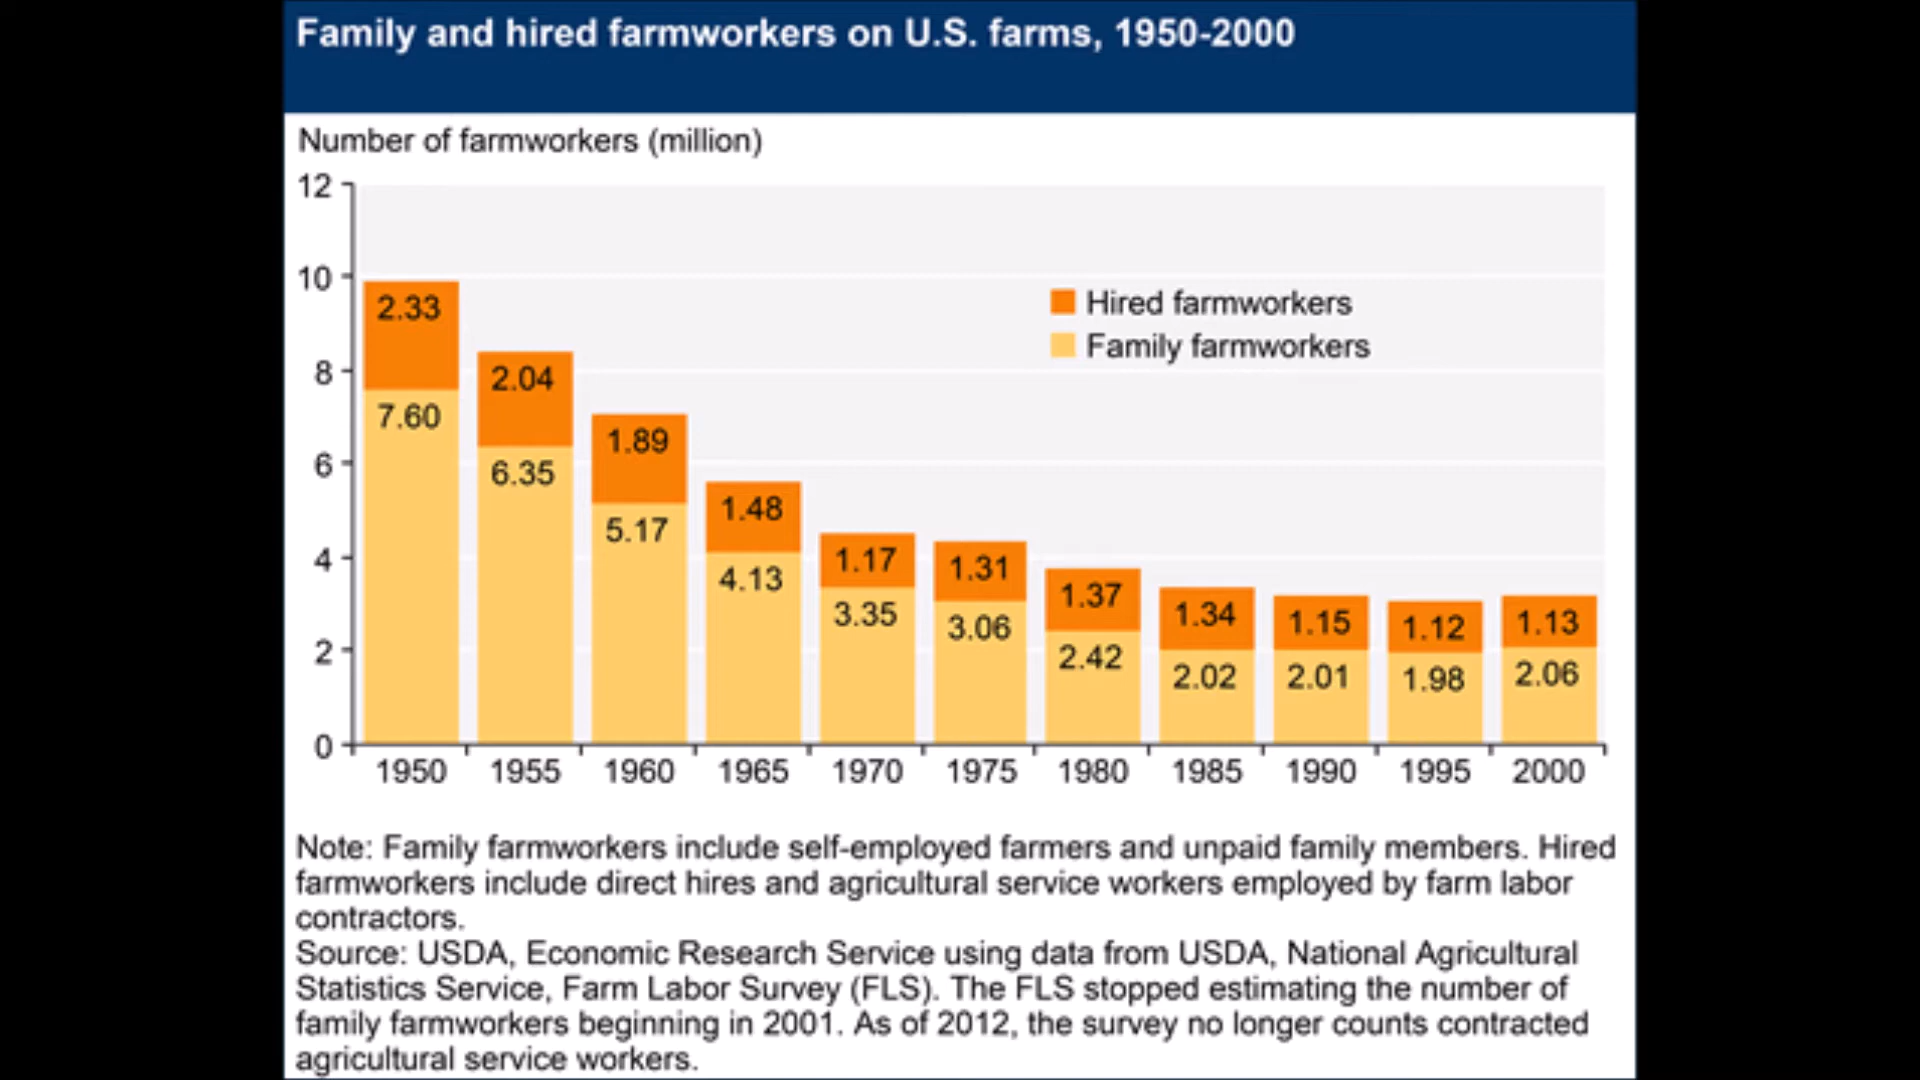 Family and hired farmworkers on U.S. farms, 1950-2000
Number of farmworkers (million)
12
10
8
6
4
2
0
Hired farmworkers
Family farmworkers
2.33
2.04
1.89
1.48
1.17
1.31
1.37
1.34
1.15
1.12
1.13
7.60
6.35
5.17
4.13
3.35
3.06
2.42
2.02
2.01
1.98
2.06
1950 1955 1960 1965 1970 1975 1980 1985 1990 1995 2000
Note: Family farmworkers include self-employed farmers and unpaid family members. Hired
farmworkers include direct hires and agricultural service workers employed by farm labor
contractors.
Source: USDA, Economic Research Service using data from USDA, National Agricultural
Statistics Service, Farm Labor Survey (FLS). The FLS stopped estimating the number of
family farmworkers beginning in 2001. As of 2012, the survey no longer counts contracted
agricultural service workers.